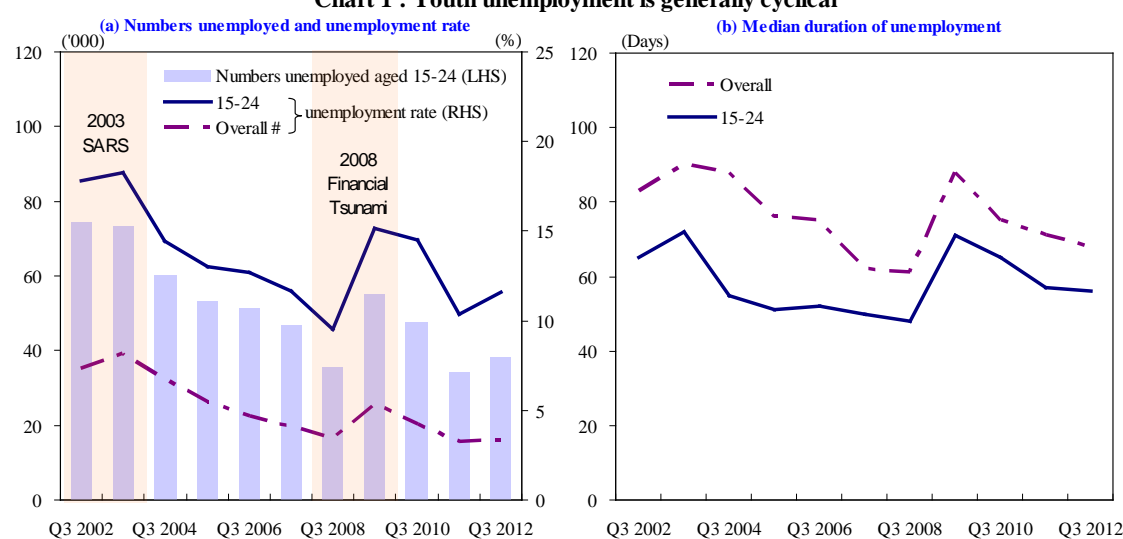 Chart 1 : Youth unemployment is generally cyclical
(a) Numbers unemployed and unemployment rate
('000)
(%)
120
100
80
60
40
20
0
25
20
15
10
5
0
Numbers unemployed aged 15-24 (LHS)
15-24
unemployment rate (RHS)
Overall #
2003
SARS
2008
Financial
Tsunami
Q3 2002 Q3 2004 Q3 2006 Q3 2008 Q3 2010 Q3 2012
(b) Median duration of unemployment
(Days)
120
100
80
60
40
20
0
Overall
15-24
Q3 2002 Q3 2004 Q3 2006 Q3 2008 Q3 2010 Q3 2012